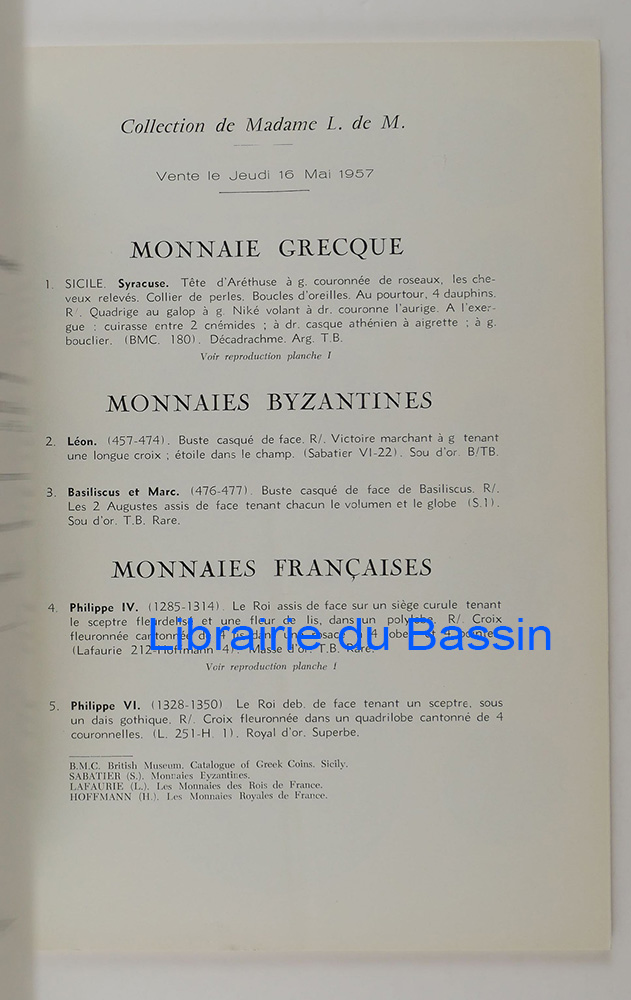 Collection de Madame L. de M.
Vente le Jeudi 16 Mai 1957
MONNAIE GRECQUE
1. SICILE. Syracuse. Tête d'Aréthuse à g. couronnée de roseaux, les che-
veux relevés. Collier de perles. Boucles d'oreilles. Au pourtour, 4 dauphins.
R/. Quadrige au galop à g. Niké volant à dr. couronne l'aurige. A l'exer-
gue : cuirasse entre 2 cnémides ; à dr. casque athénien à aigrette ; à g.
bouclier. (BMC. 180). Décadrachme. Arg. T.B.
Voir reproduction planche I
MONNAIES BYZANTINES
2. Léon. (457-474). Buste casqué de face. R/. Victoire marchant à g tenant
une longue croix ; étoile dans le champ. (Sabatier VI-22). Sou d'or. B/TB.
3. Basiliscus et Marc. (476-477). Buste casqué de face de Basiliscus. R/.
Les 2 Augustes assis de face tenant chacun le volumen et le globe (S.1).
Sou d'or. T.B. Rare.
MONNAIES FRANÇAISES
4. Philippe IV. (1285-1314). Le Roi assis de face sur un siège curule tenant
le sceptre fleurdelisé et une fleur de lis, dans un polylobe. R/. Croix
fleuronnée cantonnée de 4 lis dans un 4 lobes et 4
(Lafaurie 212-Hoffmann 4). Masse d'or. T.B. Rare.
Librairie du Bassin
Voir reproduction planche I
5. Philippe VI. (1328-1350) Le Roi deb. de face tenant un sceptre, sous
un dais gothique. R/. Croix fleuronnée dans un quadrilobe cantonné de 4
couronnelles. (L. 251-H. 1). Royal d'or. Superbe.
B.M.C. British Museum. Catalogue of Greek Coins. Sicily.
SABATIER (S.). Monnaies Eyzantines.
LAFAURIE (L.). Les Monnaies des Rois de France.
HOFFMANN (H.). Les Monnaies Royales de France.